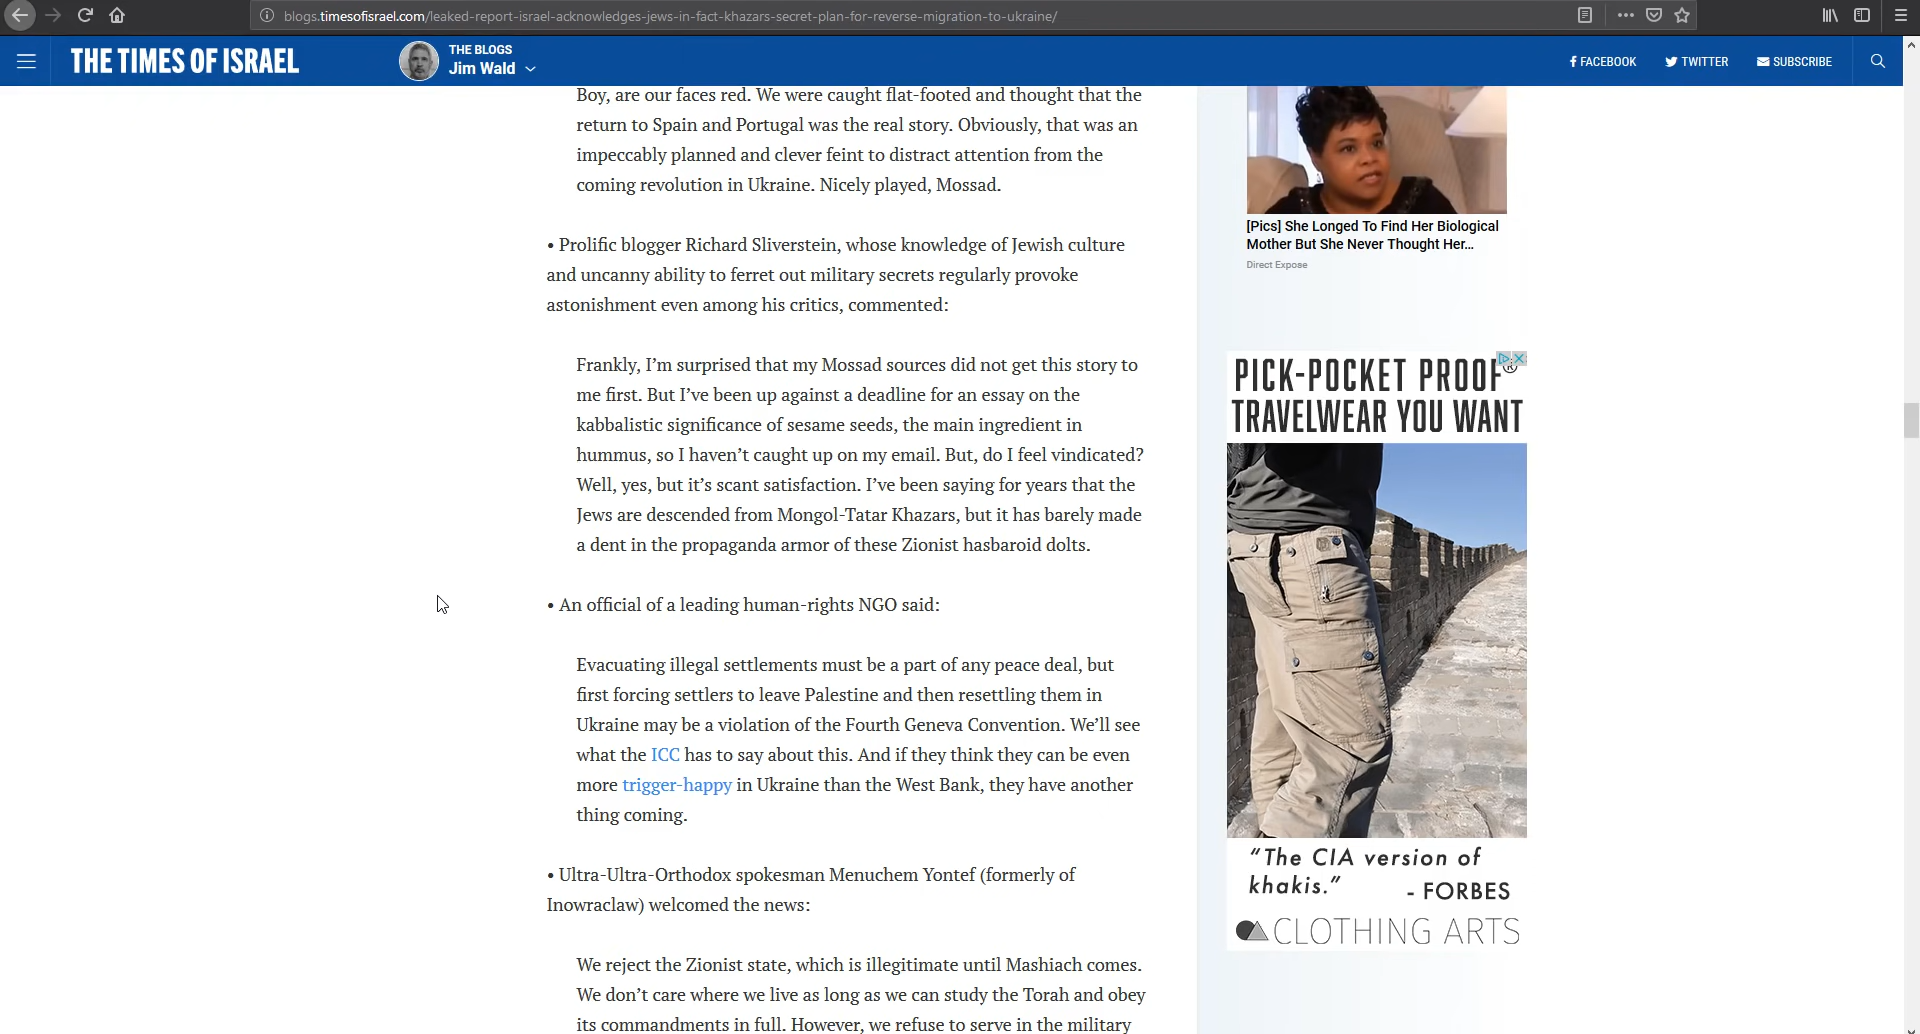 blogs.timesofisrael.com/leaked-report-israel-acknowledges-jews-in-fact-khazars-secret-plan-for-reverse-migration-to-ukraine/
THE TIMES OF ISRAEL
THE BLOGS
Jim Wald
FACEBOOK
TWITTER
SUBSCRIBE
Boy, are our faces red. We were caught flat-footed and thought that the
return to Spain and Portugal was the real story. Obviously, that was an
impeccably planned and clever feint to distract attention from the
coming revolution in Ukraine. Nicely played, Mossad.
• Prolific blogger Richard Sliverstein, whose knowledge of Jewish culture
and uncanny ability to ferret out military secrets regularly provoke
astonishment even among his critics, commented:
Frankly, I’m surprised that my Mossad sources did not get this story to
me first. But I’ve been up against a deadline for an essay on the
kabbalistic significance of sesame seeds, the main ingredient in
hummus, so I haven’t caught up on my email. But, do I feel vindicated?
Well, yes, but it’s scant satisfaction. I’ve been saying for years that the
Jews are descended from Mongol-Tatar Khazars, but it has barely made
a dent in the propaganda armor of these Zionist hasbaroid dolts.
• An official of a leading human-rights NGO said:
Evacuating illegal settlements must be a part of any peace deal, but
first forcing settlers to leave Palestine and then resettling them in
Ukraine may be a violation of the Fourth Geneva Convention. We’ll see
what the ICC has to say about this. And if they think they can be even
more trigger-happy in Ukraine than the West Bank, they have another
thing coming.
• Ultra-Ultra-Orthodox spokesman Menuchem Yontef (formerly of
Inowraclaw) welcomed the news:
We reject the Zionist state, which is illegitimate until Mashiach comes.
We don’t care where we live as long as we can study the Torah and obey
its commandments in full. However, we refuse to serve in the military
[Pics] She Longed To Find Her Biological
Mother But She Never Thought Her...
Direct Expose
PICK-POCKET PROOF®
TRAVELWEAR YOU WANT
“The CIA version of
khakis.”
- FORBES
CLOTHING ARTS